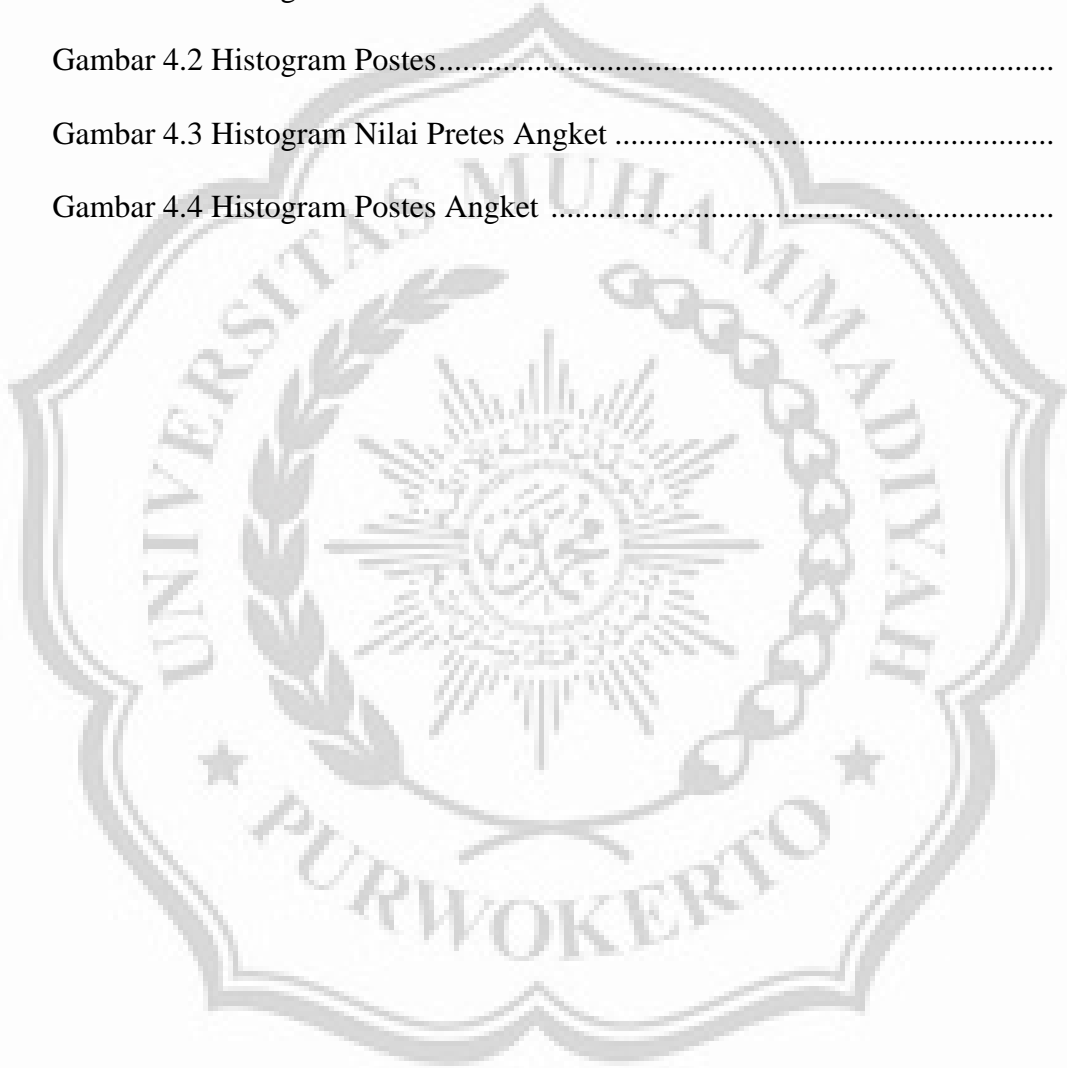 Gambar 4.2 Histogram Postes..............................................................................
Gambar 4.3 Histogram Nilai Pretes Angket ........................................................
Gambar 4.4 Histogram Postes Angket ................................................................
UNIVERSITAS MUHAMMADIYAH
PURWOKERTO